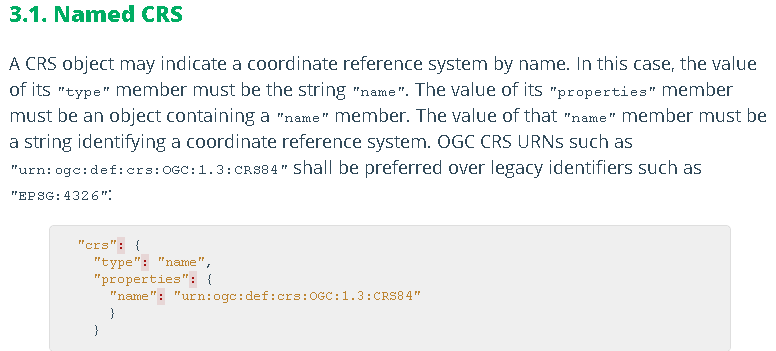 3.1. Named CRS
A CRS object may indicate a coordinate reference system by name. In this case, the value
of its "type" member must be the string "name". The value of its "properties" member
must be an object containing a "name" member. The value of that "name" member must be
a string identifying a coordinate reference system. OGC CRS URNs such as
"urn:ogc:def:crs:OGC:1.3:CRS84" shall be preferred over legacy identifiers such as
"EPSG:4326":
"crs": {
"type": "name",
"properties": {
"name": "urn:ogc:def:crs:OGC:1.3:CRS84"
}
}